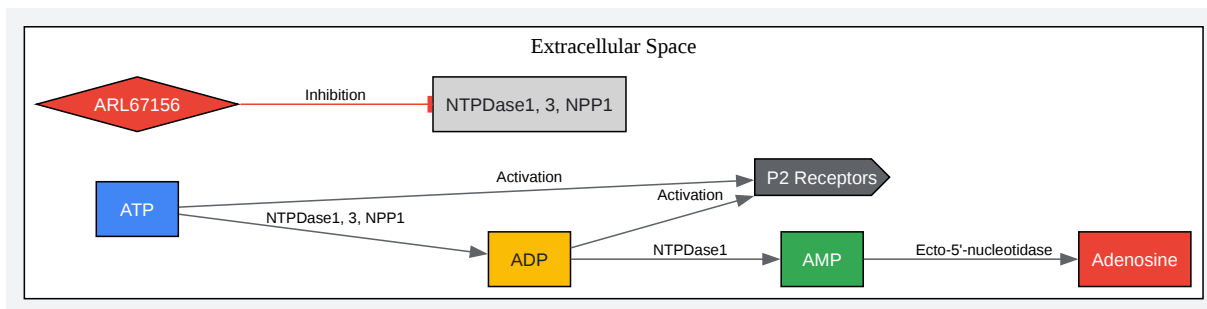 Extracellular Space
ARL67156
Inhibition
NTPDase1, 3, NPP1
ATP
Activation
P2 Receptors
Activation
NTPDase1, 3, NPP1
ADP
NTPDase1
AMP
Ecto-5'-nucleotidase
Adenosine